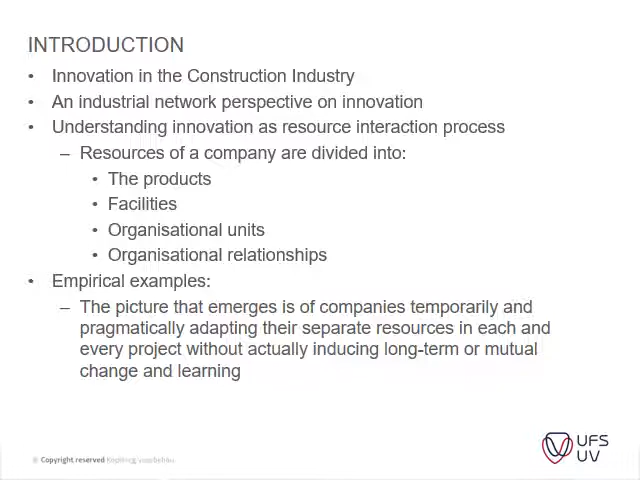 INTRODUCTION
• Innovation in the Construction Industry
• An industrial network perspective on innovation
• Understanding innovation as resource interaction process
– Resources of a company are divided into:
• The products
• Facilities
• Organisational units
• Organisational relationships
• Empirical examples:
– The picture that emerges is of companies temporarily and
pragmatically adapting their separate resources in each and
every project without actually inducing long-term or mutual
change and learning
Copyright reserved
UFS
UV